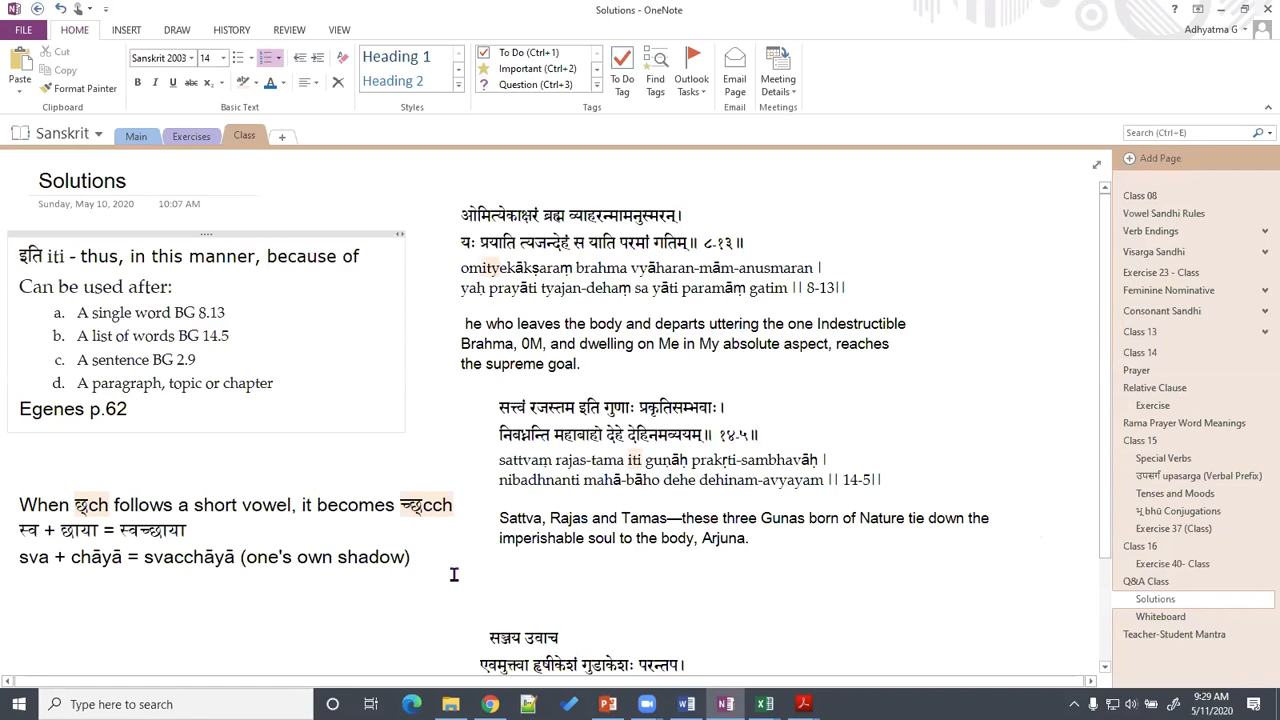 Solutions - OneNote
FILE HOME INSERT DRAW HISTORY REVIEW VIEW
Adhyatma G
Paste
Cut
Copy
Format Painter
Clipboard
Sanskrit 2003 14
B I U abc
Basic Text
Heading 1
Heading 2
Styles
To Do (Ctrl+1)
Important (Ctrl+2)
Question (Ctrl+3)
To Do Tag
Find Tags
Outlook Tasks
Tags
Email Page
Email
Meeting Details
Meetings
Sanskrit
Main
Exercises
Class
Search (Ctrl+E)
Solutions
Sunday, May 10, 2020 10:07 AM
इति iti - thus, in this manner, because of
Can be used after:
a. A single word BG 8.13
b. A list of words BG 14.5
c. A sentence BG 2.9
d. A paragraph, topic or chapter
Egenes p.62
When छ्ch follows a short vowel, it becomes च्छ्cch
स्व + छाया = स्वच्छाया
sva + chāyā = svacchāyā (one's own shadow)
ओमित्येकाक्षरं ब्रह्म व्याहरन्मामनुस्मरन्।
यः प्रयाति त्यजन्देहं स याति परमां गतिम्॥ ८-१३॥
omityekākṣaraṃ brahma vyāharan-mām-anusmaran |
yaḥ prayāti tyajan-dehaṃ sa yāti paramāṃ gatim || 8-13||
he who leaves the body and departs uttering the one Indestructible
Brahma, 0M, and dwelling on Me in My absolute aspect, reaches
the supreme goal.
सत्त्वं रजस्तम इति गुणाः प्रकृतिसम्भवाः।
निबध्नन्ति महाबाहो देहे देहिनमव्ययम्॥ १४-५॥
sattvaṃ rajas-tama iti guṇāḥ prakṛti-sambhavāḥ |
nibadhnanti mahā-bāho dehe dehinam-avyayam || 14-5||
Sattva, Rajas and Tamas—these three Gunas born of Nature tie down the
imperishable soul to the body, Arjuna.
सञ्जय उवाच
एवमुक्त्वा हृषीकेशं गुडाकेशः परन्तप।
Add Page
Class 08
Vowel Sandhi Rules
Verb Endings
Visarga Sandhi
Exercise 23 - Class
Feminine Nominative
Consonant Sandhi
Class 13
Class 14
Prayer
Relative Clause
Exercise
Rama Prayer Word Meanings
Class 15
Special Verbs
उपसर्ग upasarga (Verbal Prefix)
Tenses and Moods
भू bhū Conjugations
Exercise 37 (Class)
Class 16
Exercise 40- Class
Q&A Class
Solutions
Whiteboard
Teacher-Student Mantra
Type here to search
9:29 AM
5/11/2020